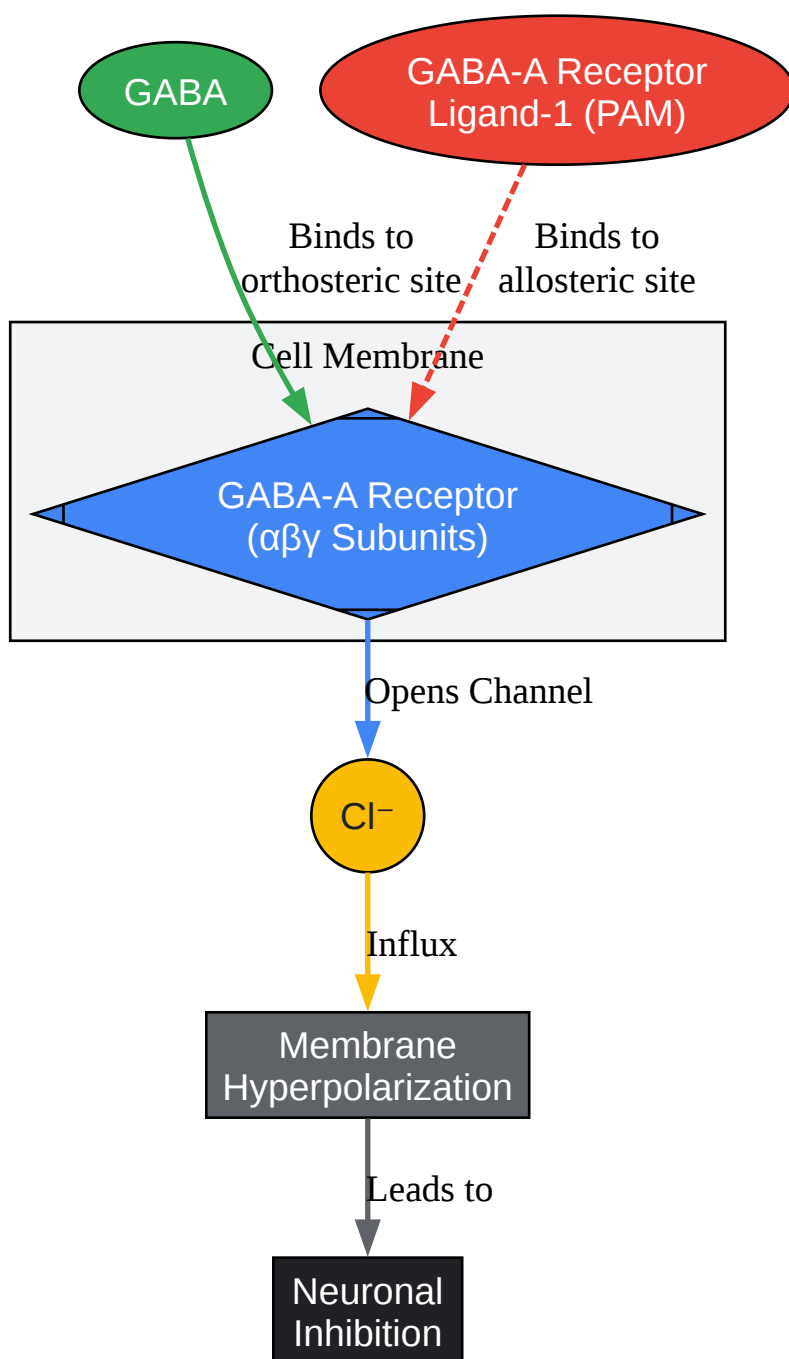 GABA
GABA-A Receptor
Ligand-1 (PAM)
Binds to
orthosteric site
Binds to
allosteric site
Cell Membrane
GABA-A Receptor
(αβγ Subunits)
Opens Channel
Cl⁻
Influx
Membrane
Hyperpolarization
Leads to
Neuronal
Inhibition